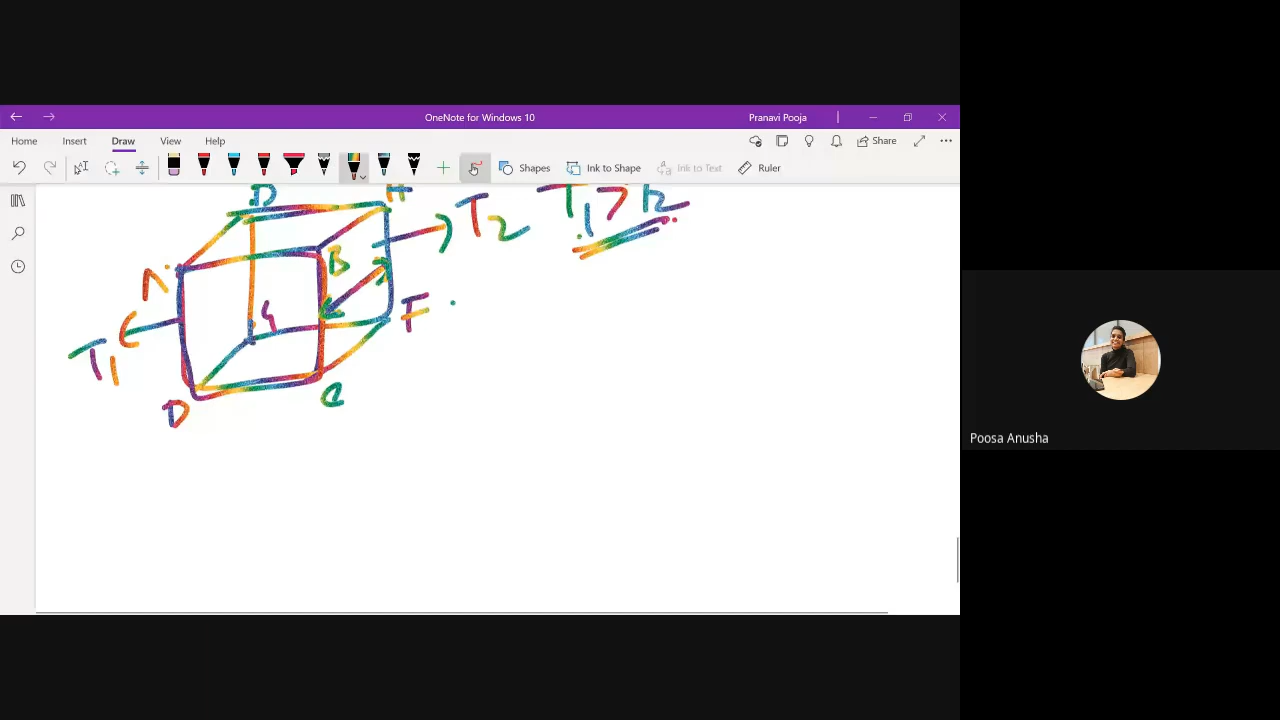 OneNote for Windows 10
Pranavi Pooja
Home Insert Draw View Help
Share
Shapes
Ink to Shape
Ink to Text
Ruler
D H
T2
T1 > T2
A B
G F
T1
D C
Poosa Anusha